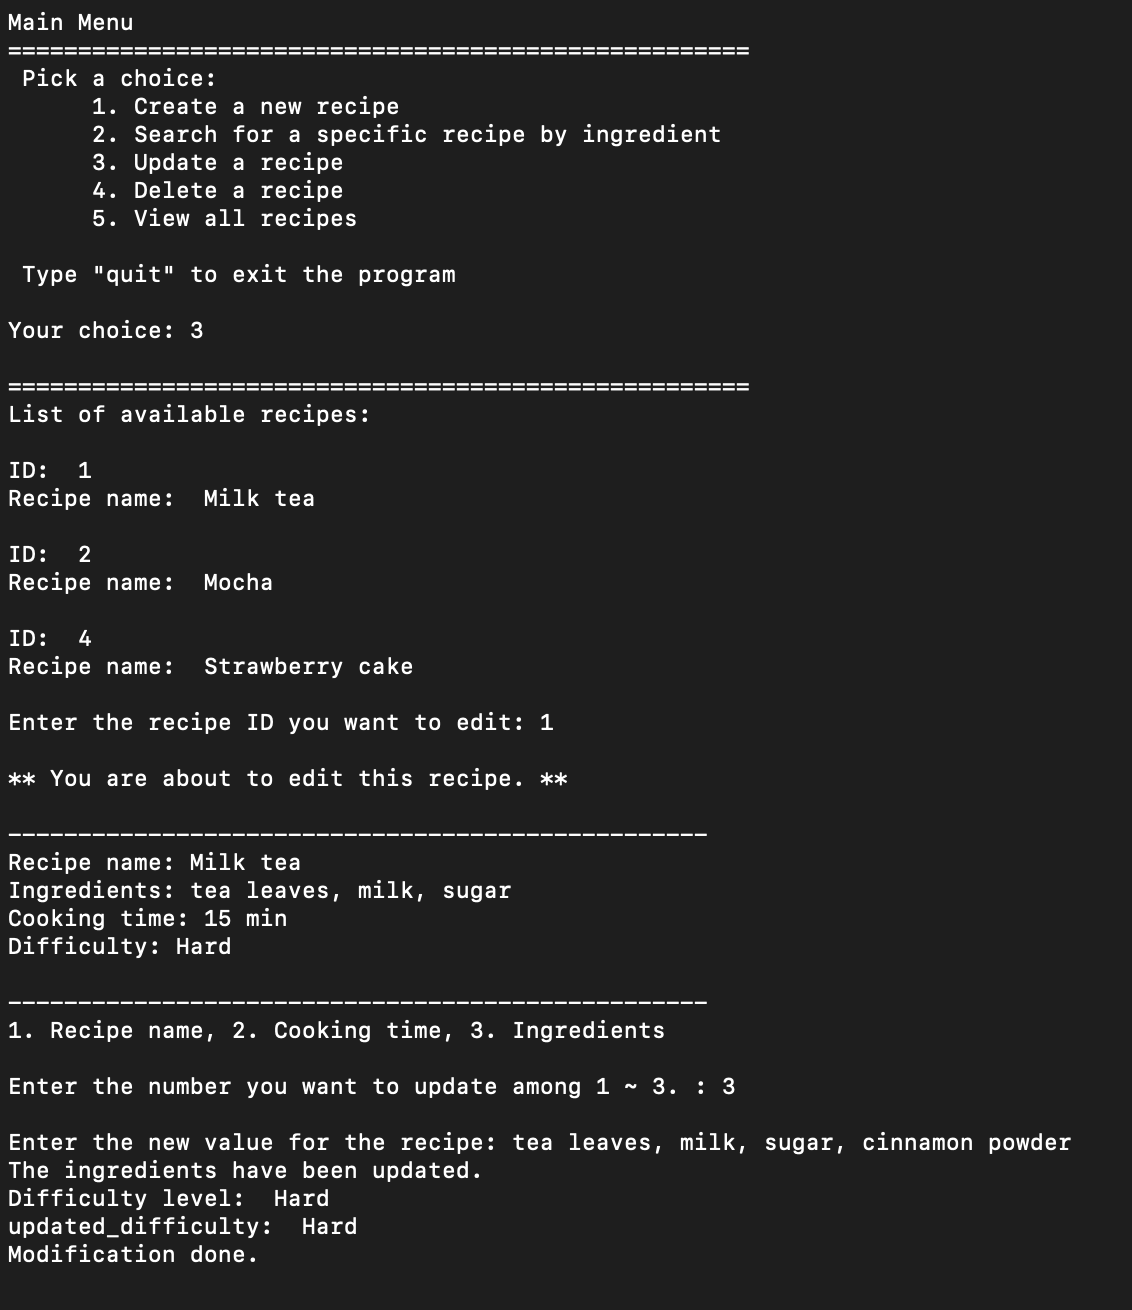 Main Menu
=====================================================
 Pick a choice:
      1. Create a new recipe
      2. Search for a specific recipe by ingredient
      3. Update a recipe
      4. Delete a recipe
      5. View all recipes

 Type "quit" to exit the program

Your choice: 3

=====================================================
List of available recipes:

ID:  1
Recipe name:  Milk tea

ID:  2
Recipe name:  Mocha

ID:  4
Recipe name:  Strawberry cake

Enter the recipe ID you want to edit: 1

** You are about to edit this recipe. **

--------------------------------------------------
Recipe name: Milk tea
Ingredients: tea leaves, milk, sugar
Cooking time: 15 min
Difficulty: Hard

--------------------------------------------------
1. Recipe name, 2. Cooking time, 3. Ingredients

Enter the number you want to update among 1 ~ 3. : 3

Enter the new value for the recipe: tea leaves, milk, sugar, cinnamon powder
The ingredients have been updated.
Difficulty level:  Hard
updated_difficulty:  Hard
Modification done.